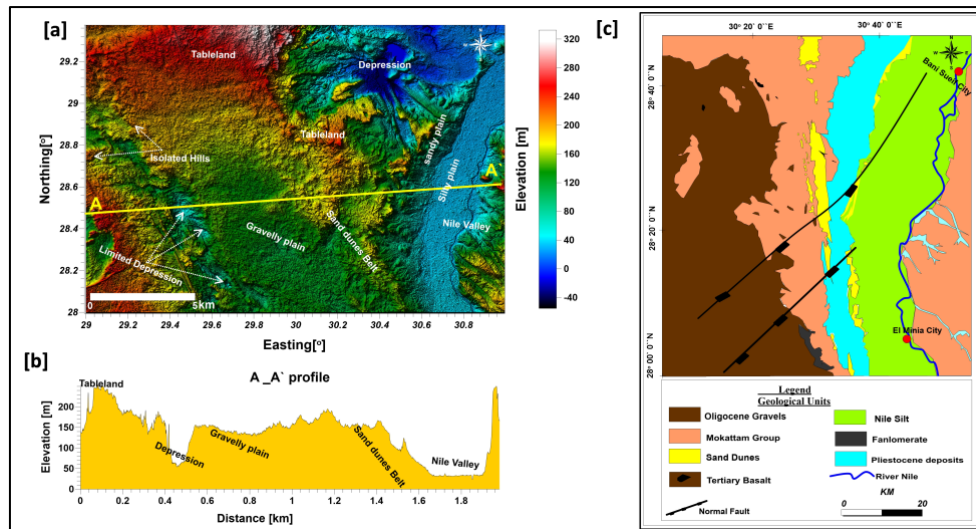 [a]
Tableland
Depression
Tableland
sandy plain
Isolated Hills
A
A
Silty plain
Sand dunes Belt
Gravelly plain
Nile Valley
Limited Depression
0
5km
29.2
29
28.8
28.6
28.4
28.2
28
Northing[o]
29 29.2 29.4 29.6 29.8 30 30.2 30.4 30.6 30.8
Easting[o]
320
280
240
200
160
120
80
40
0
-40
Elevation [m]
[b]
A _A` profile
Tableland
Depression
Gravelly plain
Sand dunes Belt
Nile Valley
200
150
100
50
0
Elevation [m]
0 0.2 0.4 0.6 0.8 1 1.2 1.4 1.6 1.8
Distance [km]
[c]
30° 20´ 0¨E
30° 40´ 0¨E
28° 40´ 0¨ N
28° 20´ 0¨ N
28° 00´ 0¨ N
N
W
S
Bani Sueif City
El Minia City
Legend
Geological Units
Oligocene Gravels
Nile Silt
Mokattam Group
Fanlomerate
Sand Dunes
Pliestocene deposits
Tertiary Basalt
River Nile
Normal Fault
KM
0
20